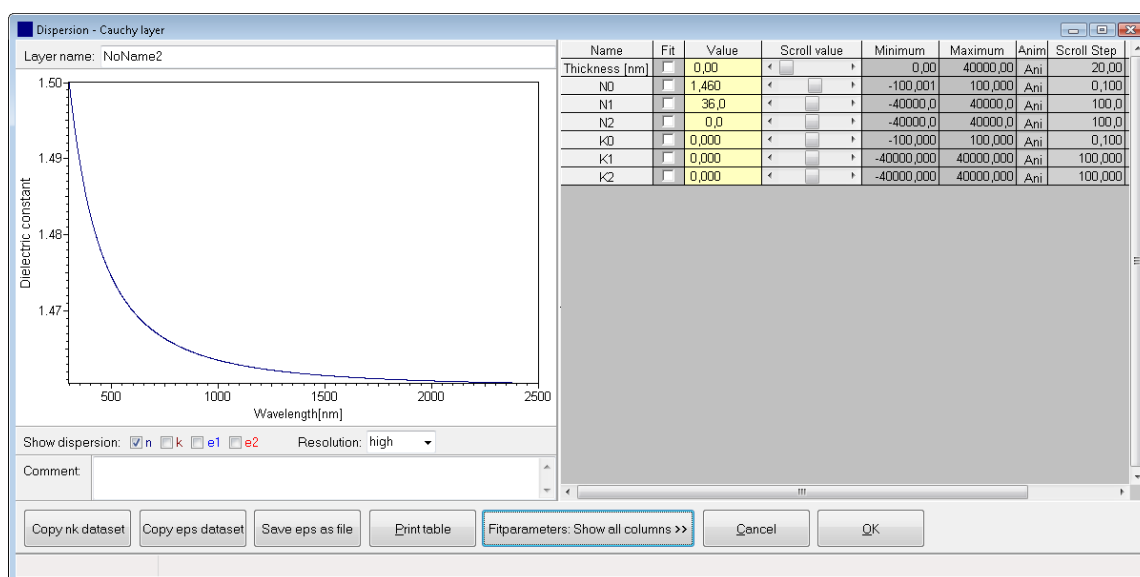 Dispersion - Cauchy layer
Layer name: NoName2
1.50
1.49
1.48
1.47
Dielectric constant
500 1000 1500 2000 2500
Wavelength[nm]
Show dispersion: n k e1 e2 Resolution: high
Comment:
Name Fit Value Scroll value Minimum Maximum Anim Scroll Step
Thickness [nm] 0,00 0,00 40000,00 Ani 20,00
N0 1,460 -100,001 100,000 Ani 0,100
N1 36,0 -40000,0 40000,0 Ani 100,0
N2 0,0 -40000,0 40000,0 Ani 100,0
K0 0,000 -100,000 100,000 Ani 0,100
K1 0,000 -40000,000 40000,000 Ani 100,000
K2 0,000 -40000,000 40000,000 Ani 100,000
Copy nk dataset Copy eps dataset Save eps as file Print table Fitparameters: Show all columns >> Cancel OK